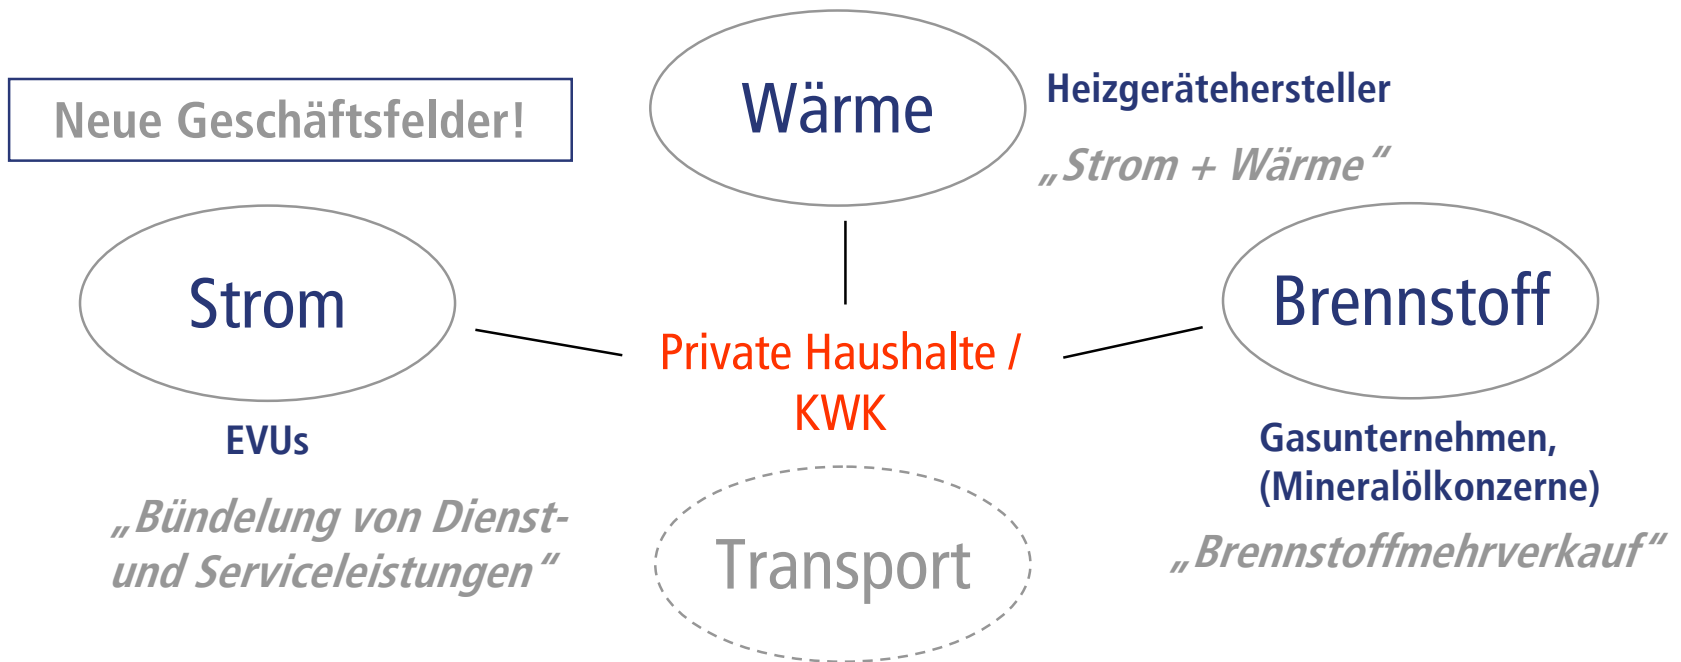 Neue Geschäftsfelder!
Wärme
Heizgerätehersteller
„Strom + Wärme“
Strom
EVUs
„Bündelung von Dienst-
und Serviceleistungen“
Private Haushalte /
KWK
Brennstoff
Gasunternehmen,
(Mineralölkonzerne)
„Brennstoffmehrverkauf“
Transport